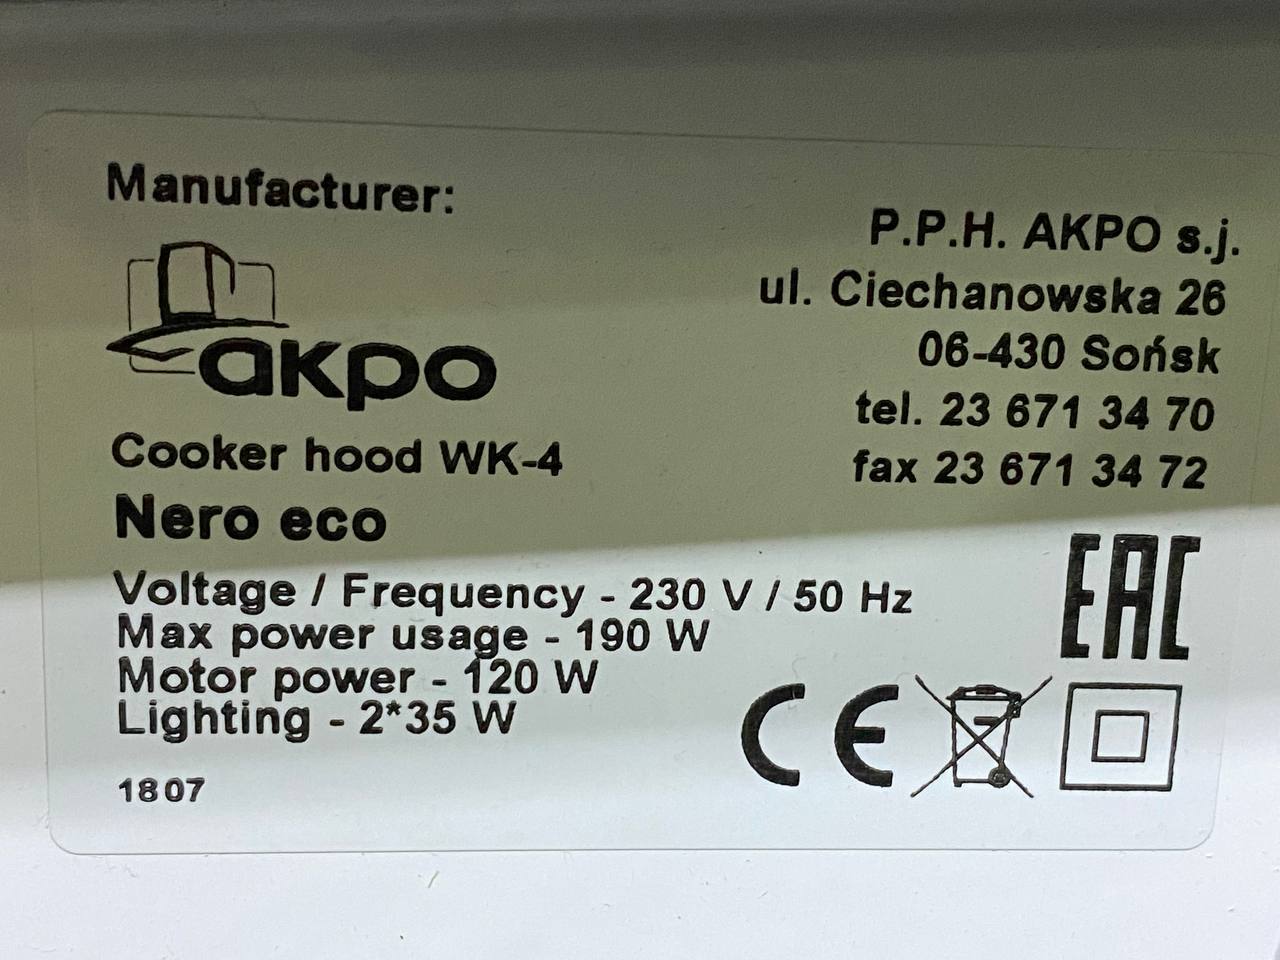 Manufacturer:
akpo
P.P.H. AKPO s.j.
ul. Ciechanowska 26
06-430 Sońsk
tel. 23 671 34 70
fax 23 671 34 72
Cooker hood WK-4
Nero eco
Voltage / Frequency - 230 V / 50 Hz
Max power usage - 190 W
Motor power - 120 W
Lighting - 2*35 W
1807
EAC
CE